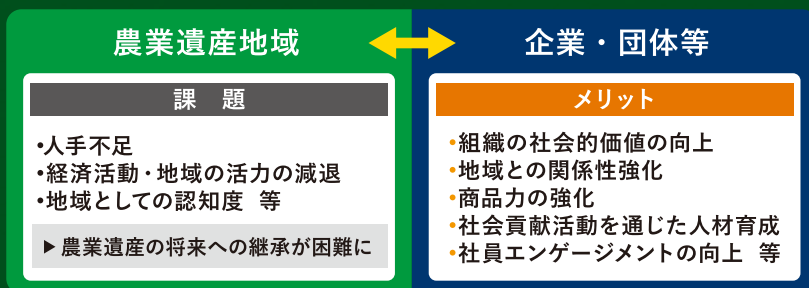 農業遺産地域
課　題
•人手不足
•経済活動・地域の活力の減退
•地域としての認知度　等
▶農業遺産の将来への継承が困難に
企業・団体等
メリット
•組織の社会的価値の向上
•地域との関係性強化
•商品力の強化
•社会貢献活動を通じた人材育成
•社員エンゲージメントの向上　等